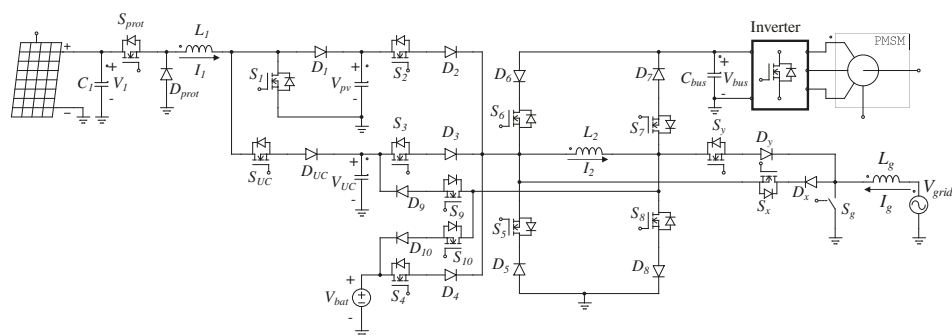 S_prot L_1 Inverter PMSM
+ I_1
C_1 V_1 D_prot S_1 D_1 V_pv S_2 D_2 D_6 D_7 C_bus V_bus
+ -
S_6 L_2 S_7 S_y D_y
S_3 D_3 I_2 L_g V_grid
S_UC D_UC V_UC D_9 S_9 S_x D_x S_g I_g
D_10 S_10 S_5 S_8
V_bat S_4 D_4 D_5 D_8
+ -